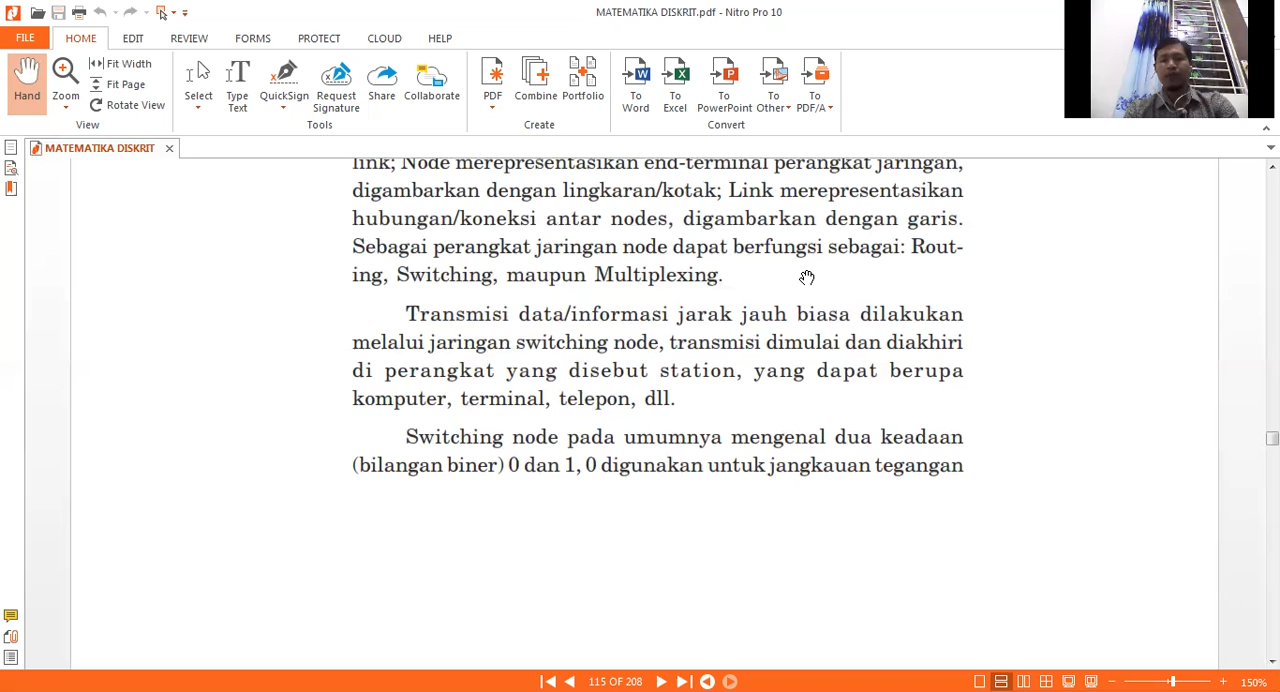 MATEMATIKA DISKRIT.pdf - Nitro Pro 10
FILE HOME EDIT REVIEW FORMS PROTECT CLOUD HELP
Hand
Zoom
Fit Width
Fit Page
Rotate View
View
Select
Type Text
QuickSign
Request Signature
Share
Collaborate
Tools
PDF
Combine
Portfolio
Create
To Word
To Excel
To PowerPoint
To Other
To PDF/A
Convert
MATEMATIKA DISKRIT
link; Node merepresentasikan end-terminal perangkat jaringan,
digambarkan dengan lingkaran/kotak; Link merepresentasikan
hubungan/koneksi antar nodes, digambarkan dengan garis.
Sebagai perangkat jaringan node dapat berfungsi sebagai: Rout-
ing, Switching, maupun Multiplexing.
Transmisi data/informasi jarak jauh biasa dilakukan
melalui jaringan switching node, transmisi dimulai dan diakhiri
di perangkat yang disebut station, yang dapat berupa
komputer, terminal, telepon, dll.
Switching node pada umumnya mengenal dua keadaan
(bilangan biner) 0 dan 1, 0 digunakan untuk jangkauan tegangan
115 OF 208
150%